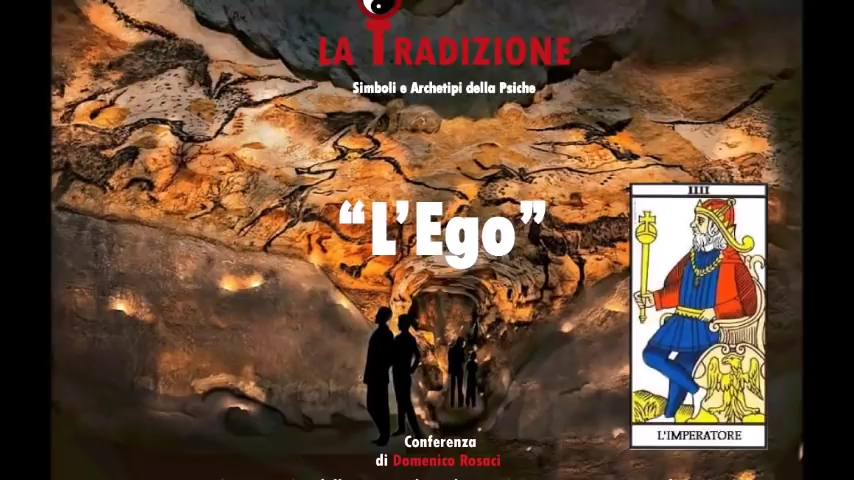 LA TRADIZIONE
Simboli e Archetipi della Psiche
“L’Ego”
IIII
L'IMPERATORE
Conferenza
di Domenico Rosaci